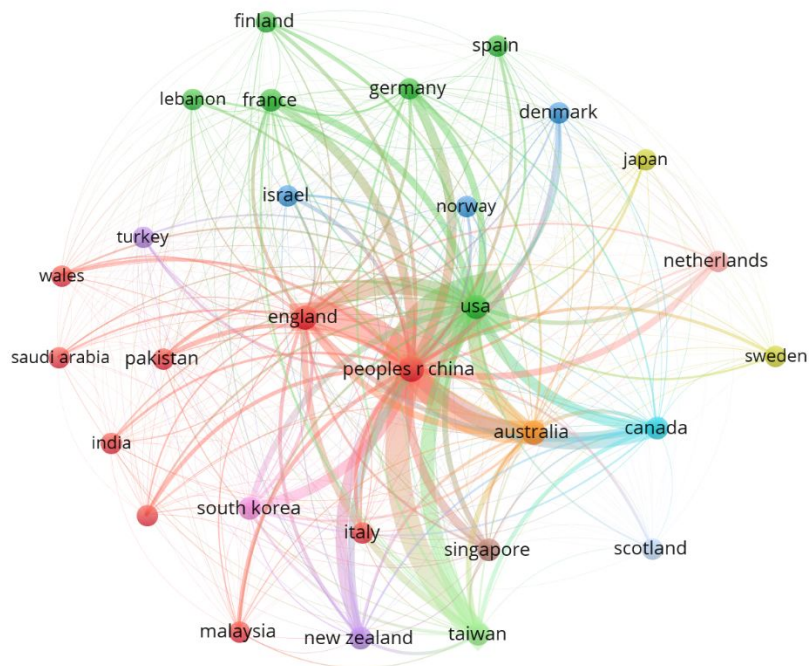 finland
spain
germany
lebanon
france
denmark
japan
israel
norway
turkey
netherlands
wales
usa
england
saudi arabia
pakistan
peoples r china
sweden
india
australia
canada
south korea
italy
singapore
scotland
malaysia
new zealand
taiwan